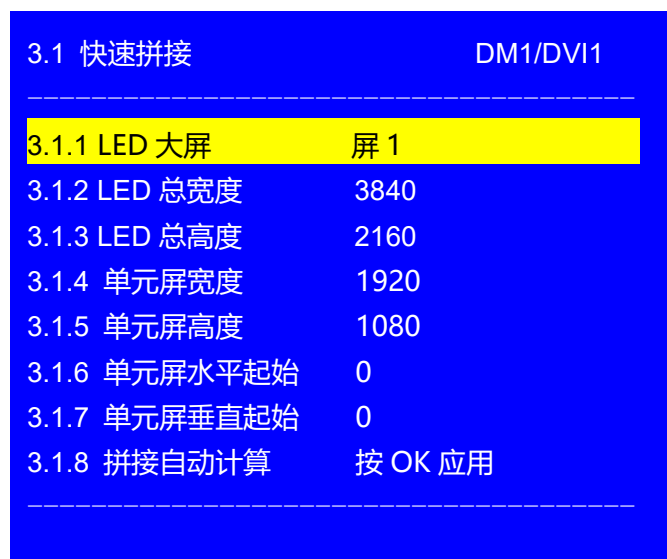 3.1 快速拼接 DM1/DVI1
3.1.1 LED 大屏 屏 1
3.1.2 LED 总宽度 3840
3.1.3 LED 总高度 2160
3.1.4 单元屏宽度 1920
3.1.5 单元屏高度 1080
3.1.6 单元屏水平起始 0
3.1.7 单元屏垂直起始 0
3.1.8 拼接自动计算 按 OK 应用